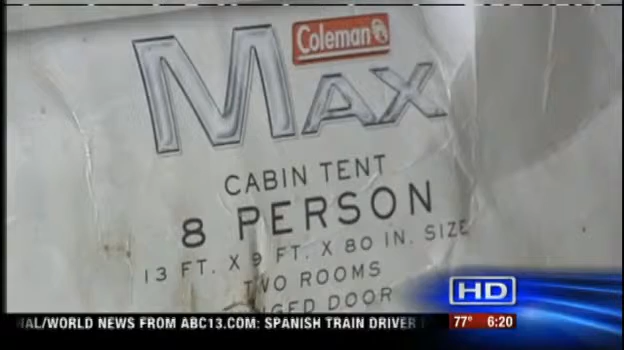 Coleman
MAX
CABIN TENT
8 PERSON
13 FT. X 9 FT. X 80 IN. SIZE
TWO ROOMS
DOOR
HD
/WORLD NEWS FROM ABC13.COM: SPANISH TRAIN DRIVER
77° 6:20